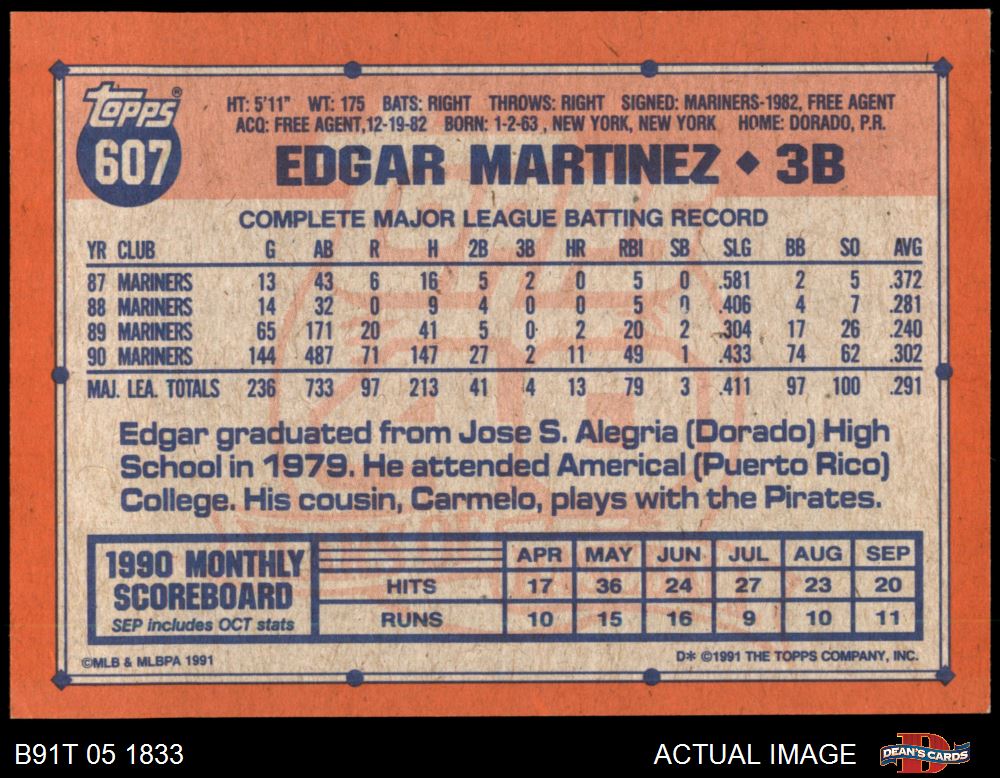 topps®
607
HT: 5'11" WT: 175 BATS: RIGHT THROWS: RIGHT SIGNED: MARINERS-1982, FREE AGENT
ACQ: FREE AGENT,12-19-82 BORN: 1-2-63 , NEW YORK, NEW YORK HOME: DORADO, P.R.
EDGAR MARTINEZ ◆ 3B
COMPLETE MAJOR LEAGUE BATTING RECORD
YR CLUB G AB R H 2B 3B HR RBI SB SLG BB SO AVG
87 MARINERS 13 43 6 16 5 2 0 5 0 .581 2 5 .372
88 MARINERS 14 32 0 9 4 0 0 5 0 .406 4 7 .281
89 MARINERS 65 171 20 41 5 0 2 20 2 .304 17 26 .240
90 MARINERS 144 487 71 147 27 2 11 49 1 .433 74 62 .302
MAJ. LEA. TOTALS 236 733 97 213 41 4 13 79 3 .411 97 100 .291
Edgar graduated from Jose S. Alegria (Dorado) High
School in 1979. He attended Americal (Puerto Rico)
College. His cousin, Carmelo, plays with the Pirates.
1990 MONTHLY
SCOREBOARD
SEP includes OCT stats
APR MAY JUN JUL AUG SEP
HITS 17 36 24 27 23 20
RUNS 10 15 16 9 10 11
©MLB & MLBPA 1991
D* ©1991 THE TOPPS COMPANY, INC.
B91T 05 1833
ACTUAL IMAGE
DEAN'S CARDS